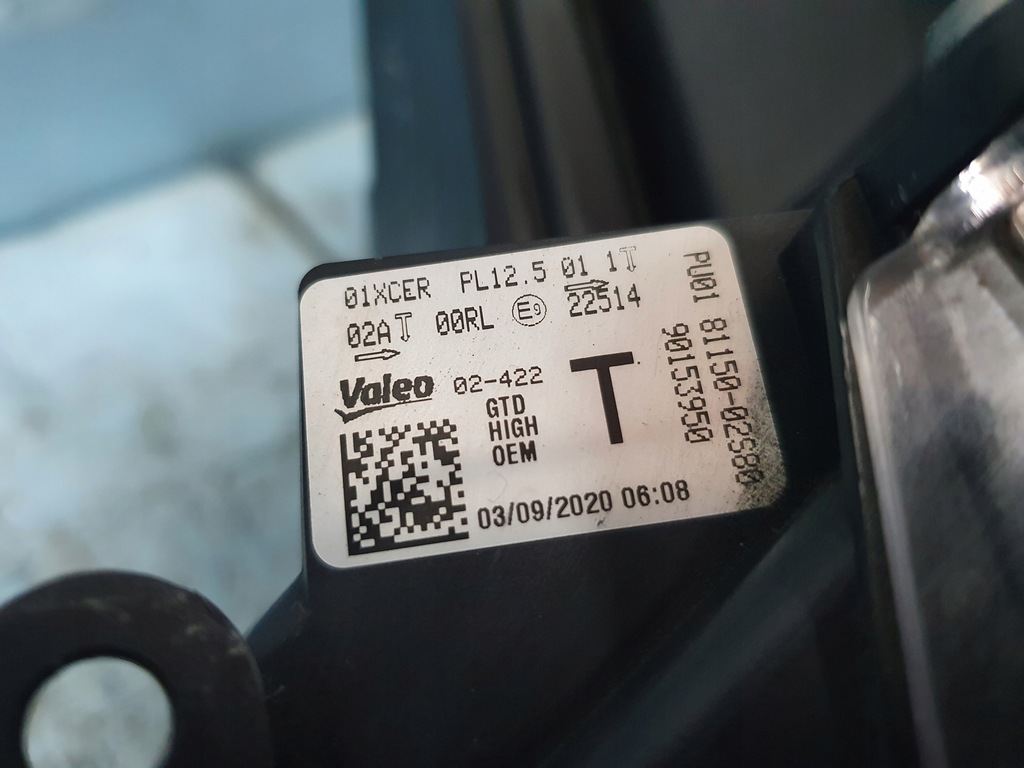 01XCER PL12.5 01 1T
02A T 00RL E9 22514
Valeo 02-422
GTD
HIGH
OEM
T
03/09/2020 06:08
PU01 81150-02S80
90153950